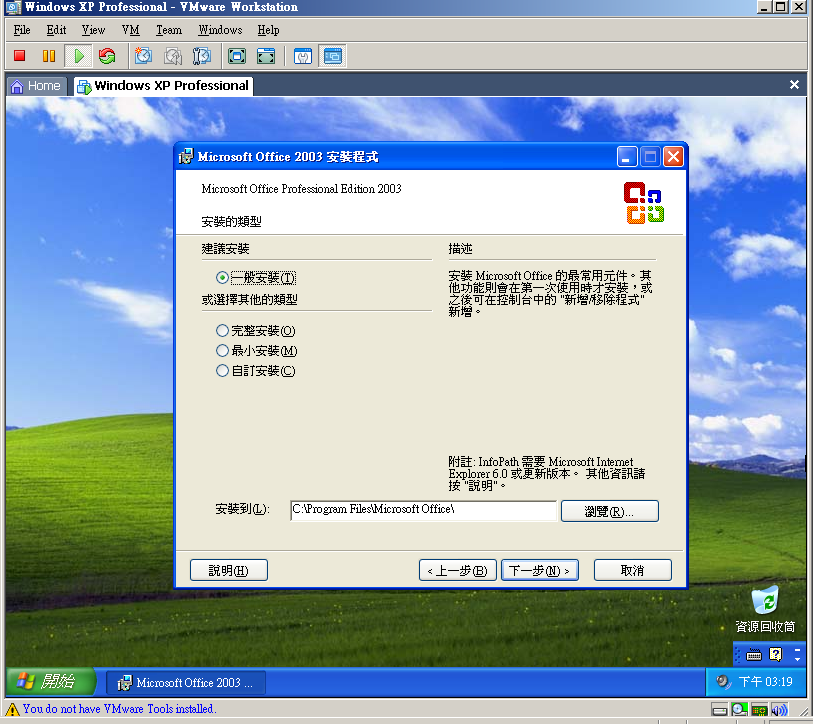 Windows XP Professional - VMware Workstation
File Edit View VM Team Windows Help
Home Windows XP Professional
Microsoft Office 2003 安裝程式
Microsoft Office Professional Edition 2003
安裝的類型
建議安裝
一般安裝(T)
或選擇其他的類型
完整安裝(O)
最小安裝(M)
自訂安裝(C)
描述
安裝 Microsoft Office 的最常用元件。其
他功能則會在第一次使用時才安裝，或
之後可在控制台中的 "新增/移除程式"
新增。
附註: InfoPath 需要 Microsoft Internet
Explorer 6.0 或更新版本。 其他資訊請
按 "說明"。
安裝到(L): C:\Program Files\Microsoft Office\ 瀏覽(R)...
說明(H) < 上一步(B) 下一步(N) > 取消
資源回收筒
開始 Microsoft Office 2003 ... 下午 03:19
You do not have VMware Tools installed.